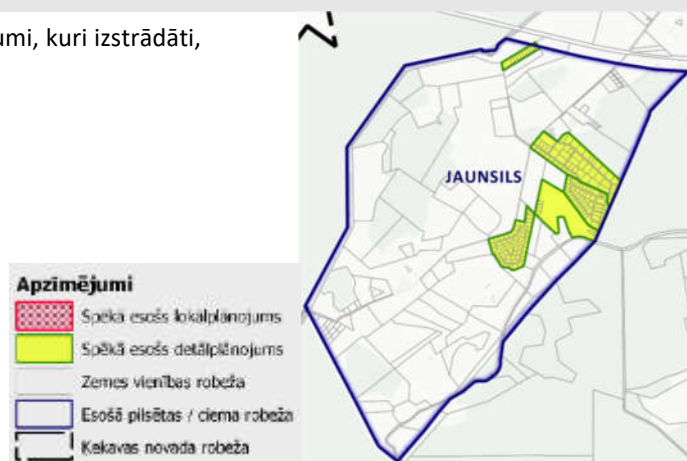 umi, kuri izstrādāti,
JAUNSILS
Apzīmējumi
Spēkā esošs lokālplānojums
Spēkā esošs detālplānojums
Zemes vienības robeža
Esošā pilsētas / ciema robeža
Ķekavas novada robeža